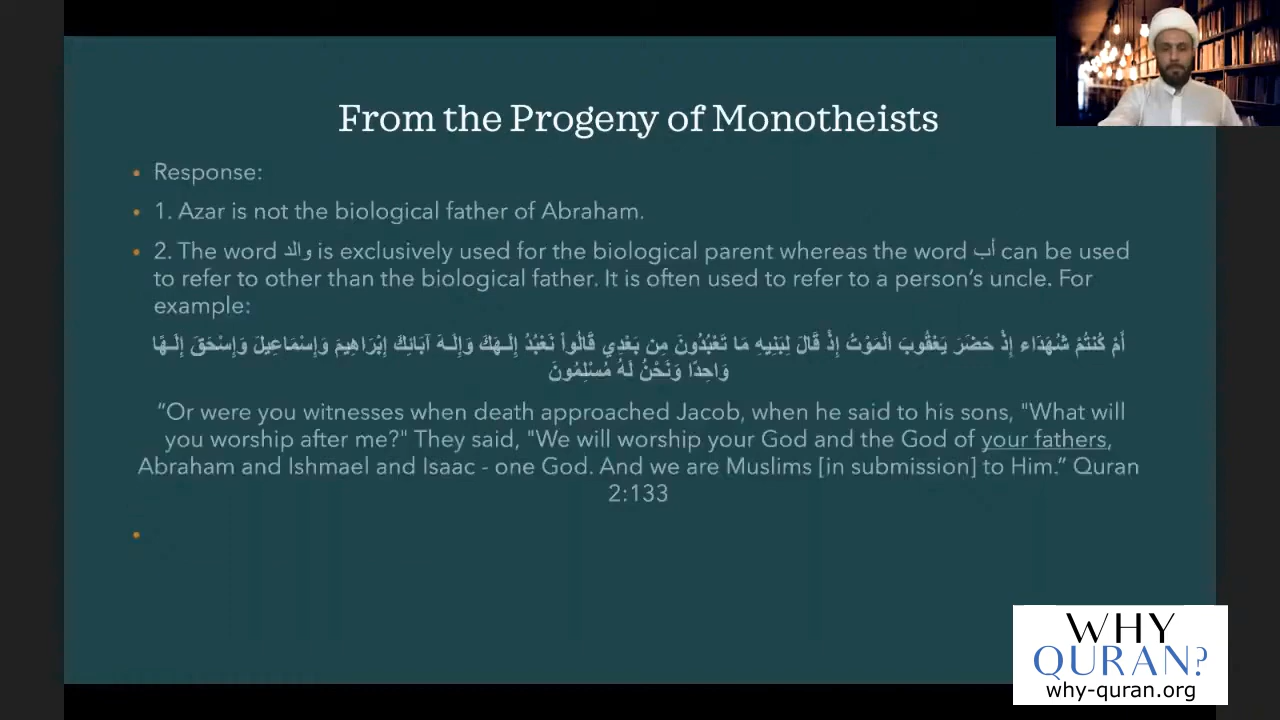 From the Progeny of Monotheists
• Response:
• 1. Azar is not the biological father of Abraham.
• 2. The word والد is exclusively used for the biological parent whereas the word أب can be used
to refer to other than the biological father. It is often used to refer to a person’s uncle. For
example:
أَمْ كُنتُمْ شُهَدَاء إِذْ حَضَرَ يَعْقُوبَ الْمَوْتُ إِذْ قَالَ لِبَنِيهِ مَا تَعْبُدُونَ مِن بَعْدِي قَالُواْ نَعْبُدُ إِلَـهَكَ وَإِلَـهَ آبَائِكَ إِبْرَاهِيمَ وَإِسْمَاعِيلَ وَإِسْحَقَ إِلَـهًا
وَاحِدًا وَنَحْنُ لَهُ مُسْلِمُونَ
“Or were you witnesses when death approached Jacob, when he said to his sons, "What will
you worship after me?" They said, "We will worship your God and the God of your fathers,
Abraham and Ishmael and Isaac - one God. And we are Muslims [in submission] to Him.” Quran
2:133
WHY
QURAN?
why-quran.org